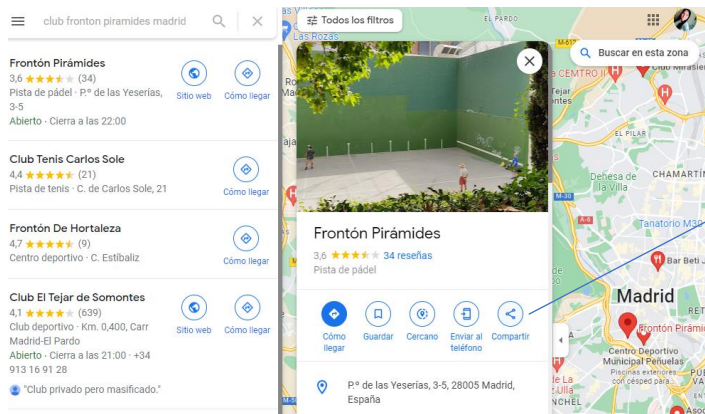 club fronton piramides madrid
Frontón Pirámides
3,6 (34)
Pista de pádel · P.º de las Yeserías,
3-5
Abierto · Cierra a las 22:00
Sitio web
Cómo llegar
Club Tenis Carlos Sole
4,4 (21)
Pista de tenis · C. de Carlos Sole, 21
Cómo llegar
Frontón De Hortaleza
4,7 (9)
Centro deportivo · C. Estíbaliz
Cómo llegar
Club El Tejar de Somontes
4,1 (639)
Club deportivo · Km. 0,400, Carr
Madrid-El Pardo
Abierto · Cierra a las 21:00 · +34
913 16 91 28
Sitio web
Cómo llegar
"Club privado pero masificado."
Todos los filtros
Las Rozas
Frontón Pirámides
3,6 34 reseñas
Pista de pádel
Cómo
llegar
Guardar
Cercano
Enviar al
teléfono
Compartir
P.º de las Yeserías, 3-5, 28005 Madrid,
España
EL PARDO
Buscar en esta zona
M-612
EL PILAR
Dehesa de
la Villa
CHAMARTÍN
M-30
A-6
Tanatorio M30
Bar Beti J
Madrid
RET
Frontón Pirámi
Centro Deportivo
Municipal Peñuelas
Piscinas exteriores
con césped para